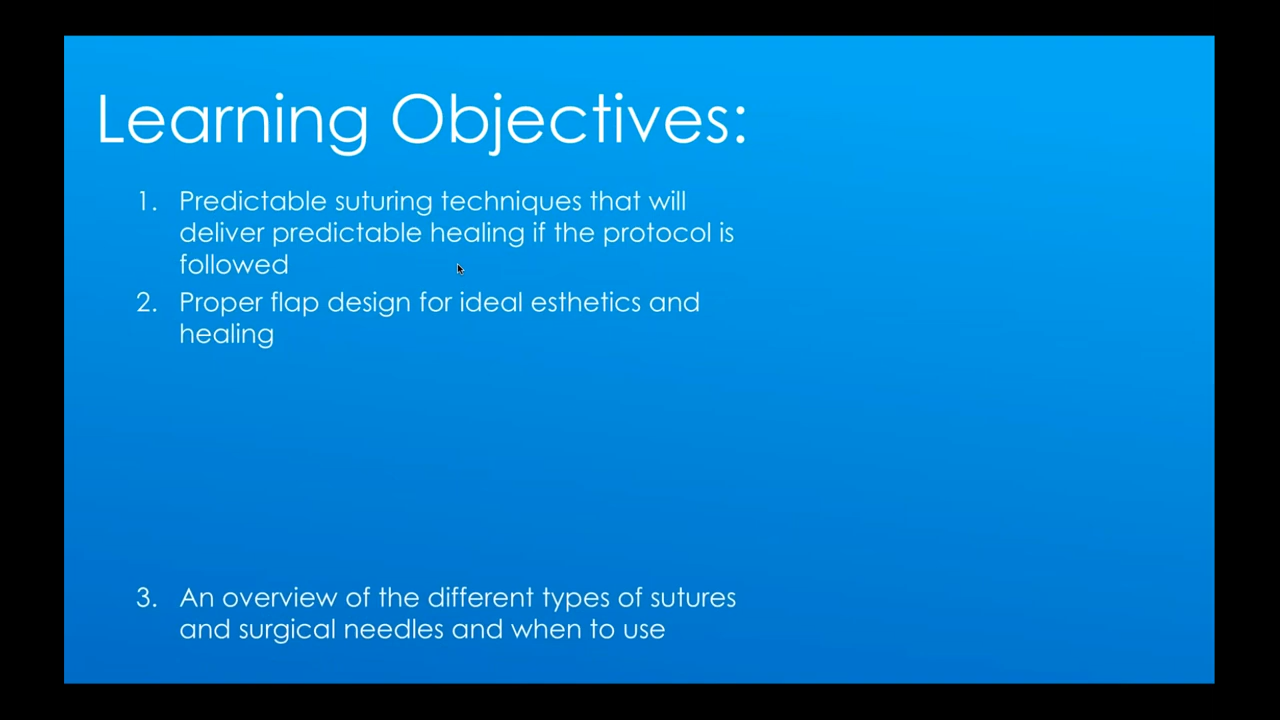 Learning Objectives:
1. Predictable suturing techniques that will
deliver predictable healing if the protocol is
followed
2. Proper flap design for ideal esthetics and
healing
3. An overview of the different types of sutures
and surgical needles and when to use